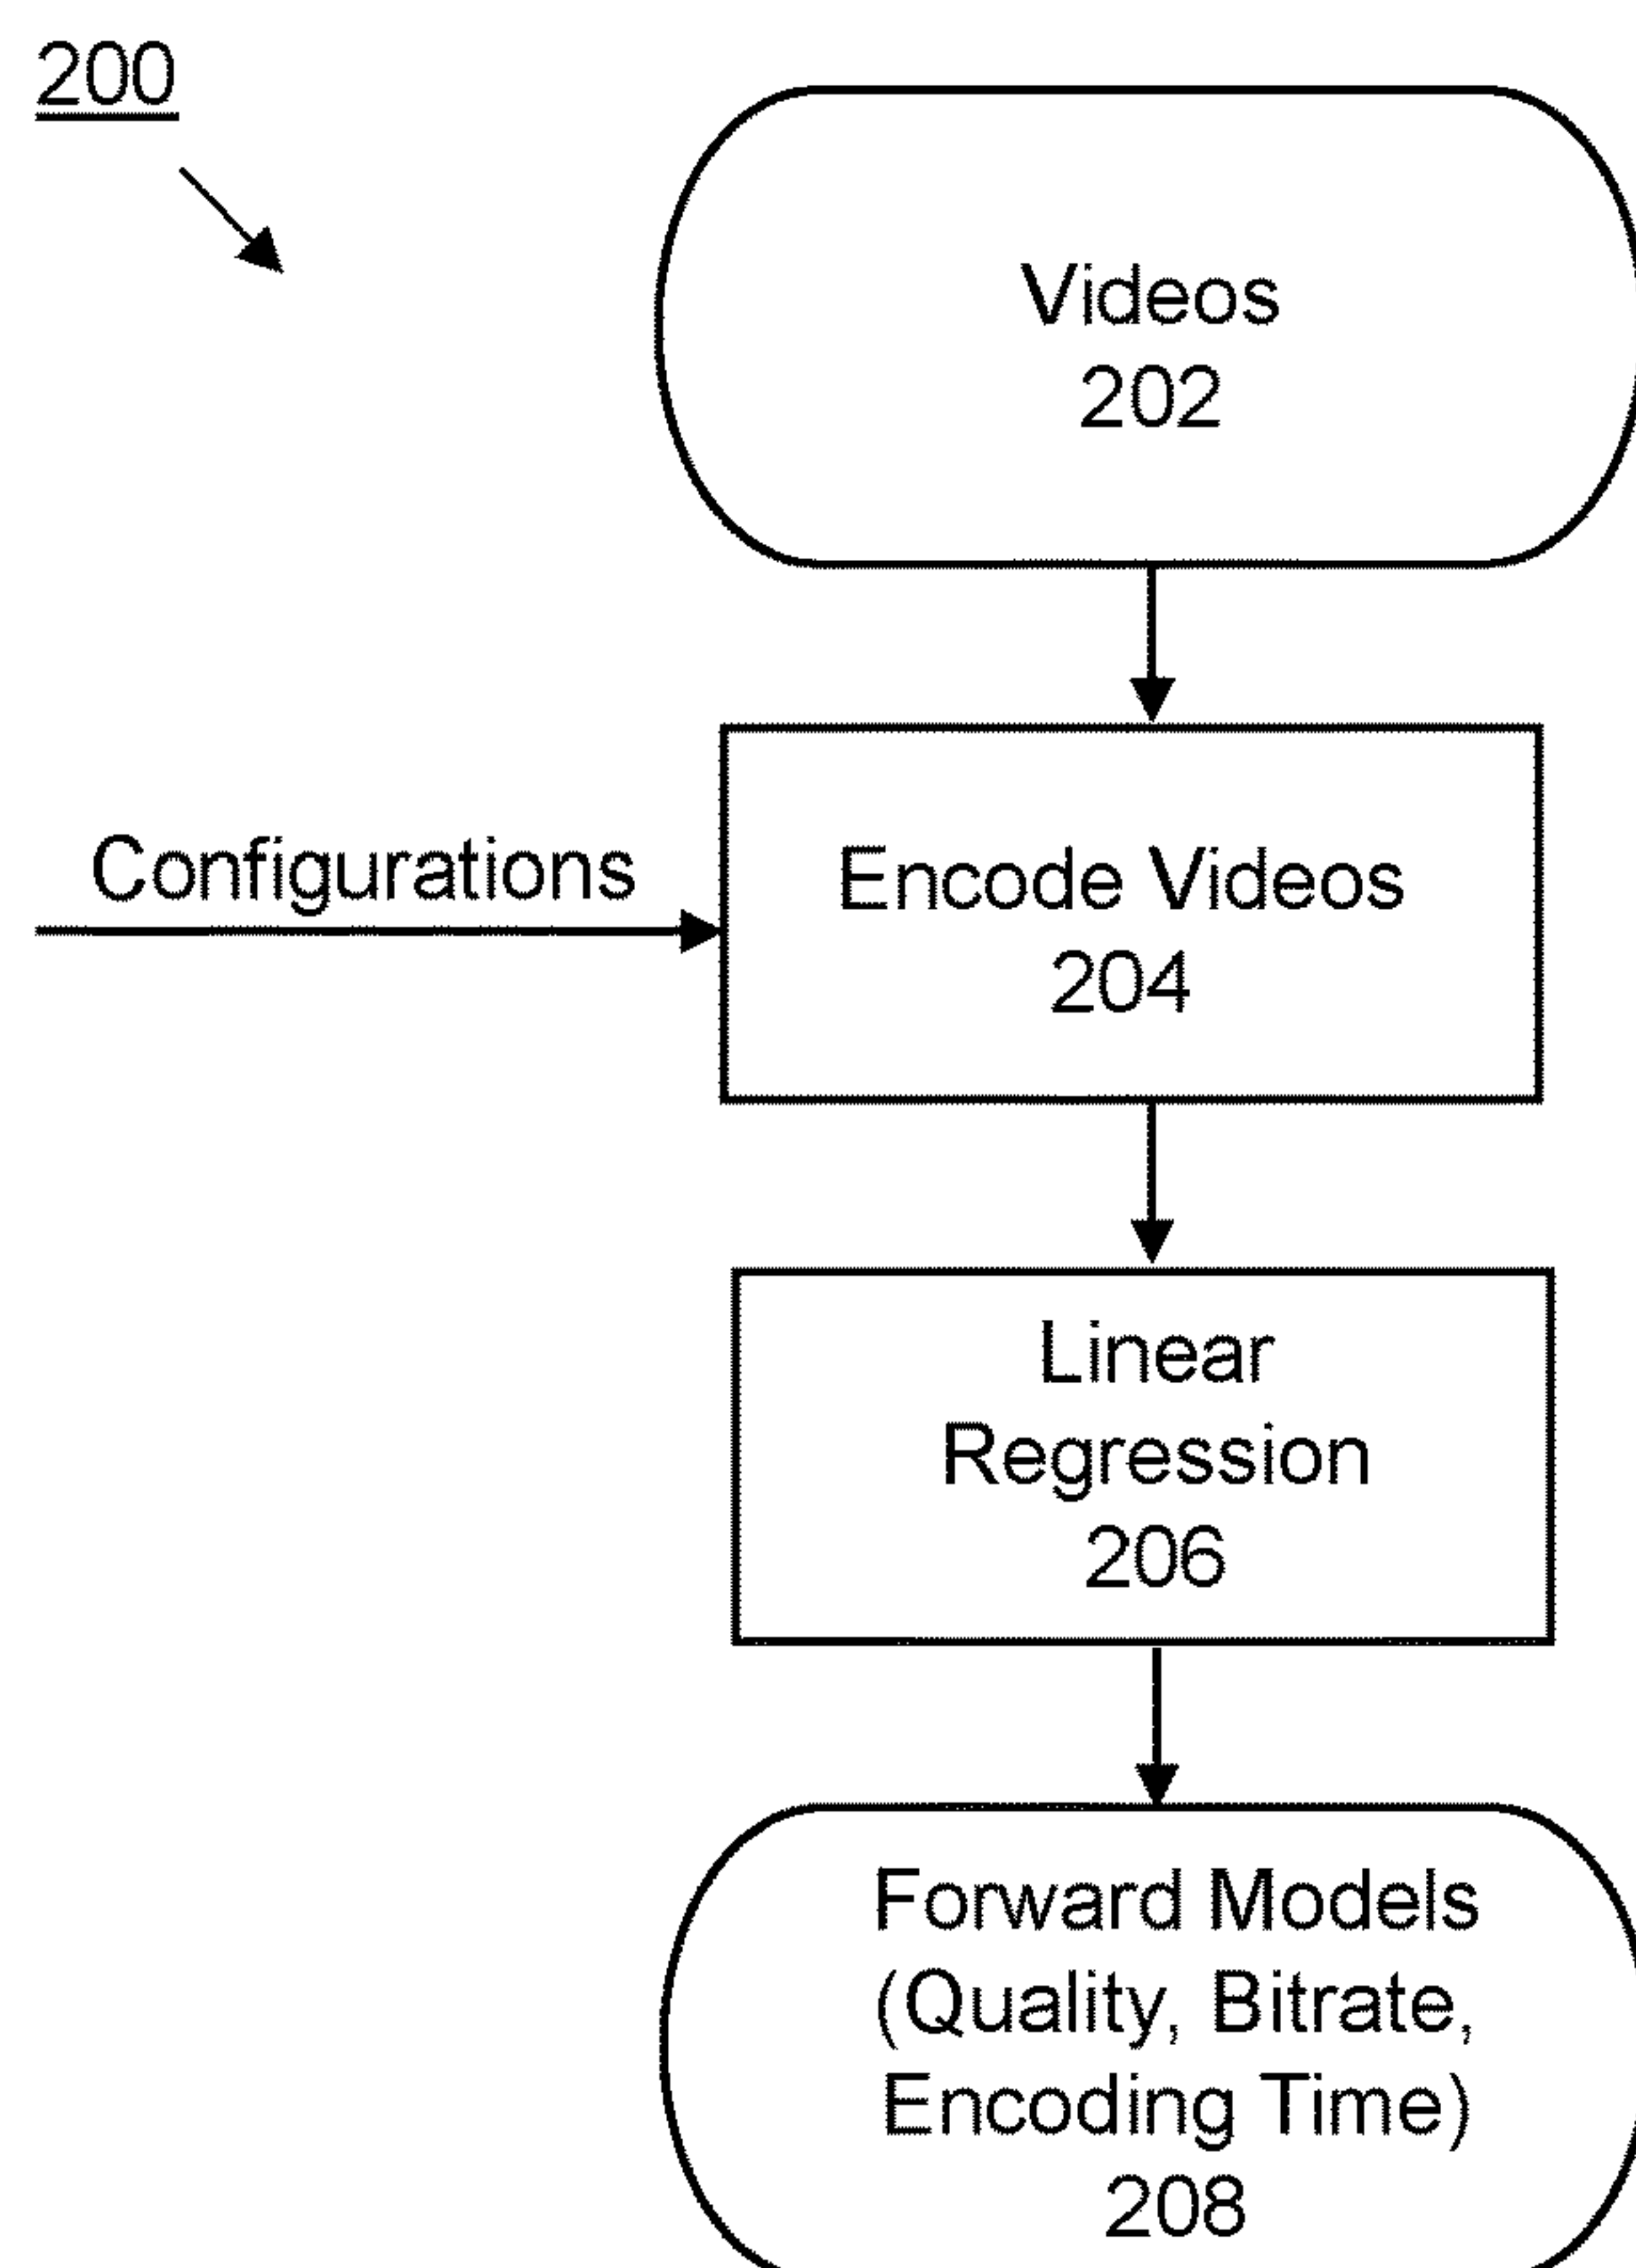 200
Videos
202
Configurations
Encode Videos
204
Linear
Regression
206
Forward Models
(Quality, Bitrate,
Encoding Time)
208